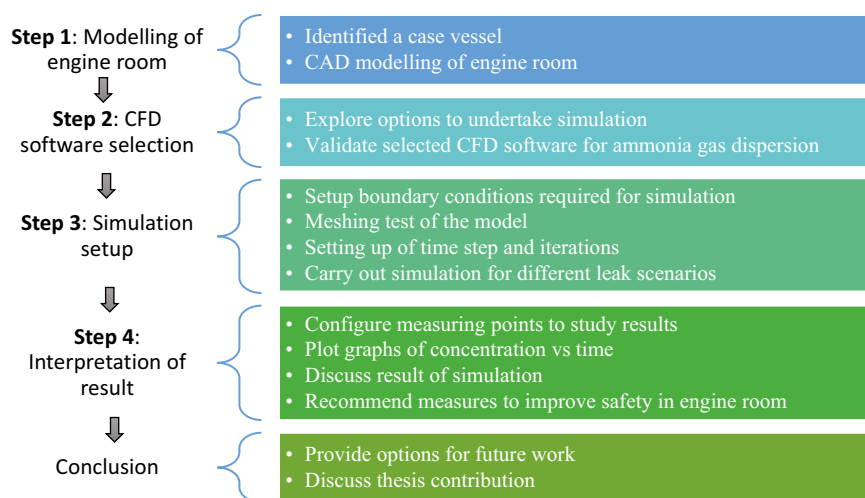 Step 1: Modelling of
engine room
• Identified a case vessel
• CAD modelling of engine room
Step 2: CFD
software selection
• Explore options to undertake simulation
• Validate selected CFD software for ammonia gas dispersion
Step 3: Simulation
setup
• Setup boundary conditions required for simulation
• Meshing test of the model
• Setting up of time step and iterations
• Carry out simulation for different leak scenarios
Step 4:
Interpretation of
result
• Configure measuring points to study results
• Plot graphs of concentration vs time
• Discuss result of simulation
• Recommend measures to improve safety in engine room
Conclusion
• Provide options for future work
• Discuss thesis contribution